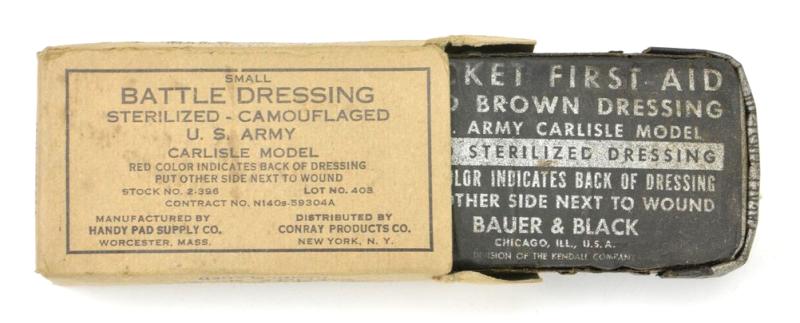 SMALL
BATTLE DRESSING
STERILIZED - CAMOUFLAGED
U. S. ARMY
CARLISLE MODEL
RED COLOR INDICATES BACK OF DRESSING
PUT OTHER SIDE NEXT TO WOUND
STOCK NO. 2-396 LOT NO. 403
CONTRACT NO. N140s-59304A
MANUFACTURED BY
HANDY PAD SUPPLY CO.
WORCESTER, MASS.
DISTRIBUTED BY
CONRAY PRODUCTS CO.
NEW YORK, N. Y.
KET FIRST AID
D BROWN DRESSING
. ARMY CARLISLE MODEL
STERILIZED DRESSING
OLOR INDICATES BACK OF DRESSING
OTHER SIDE NEXT TO WOUND
BAUER & BLACK
CHICAGO, ILL., U.S.A.
DIVISION OF THE KENDALL COMPANY